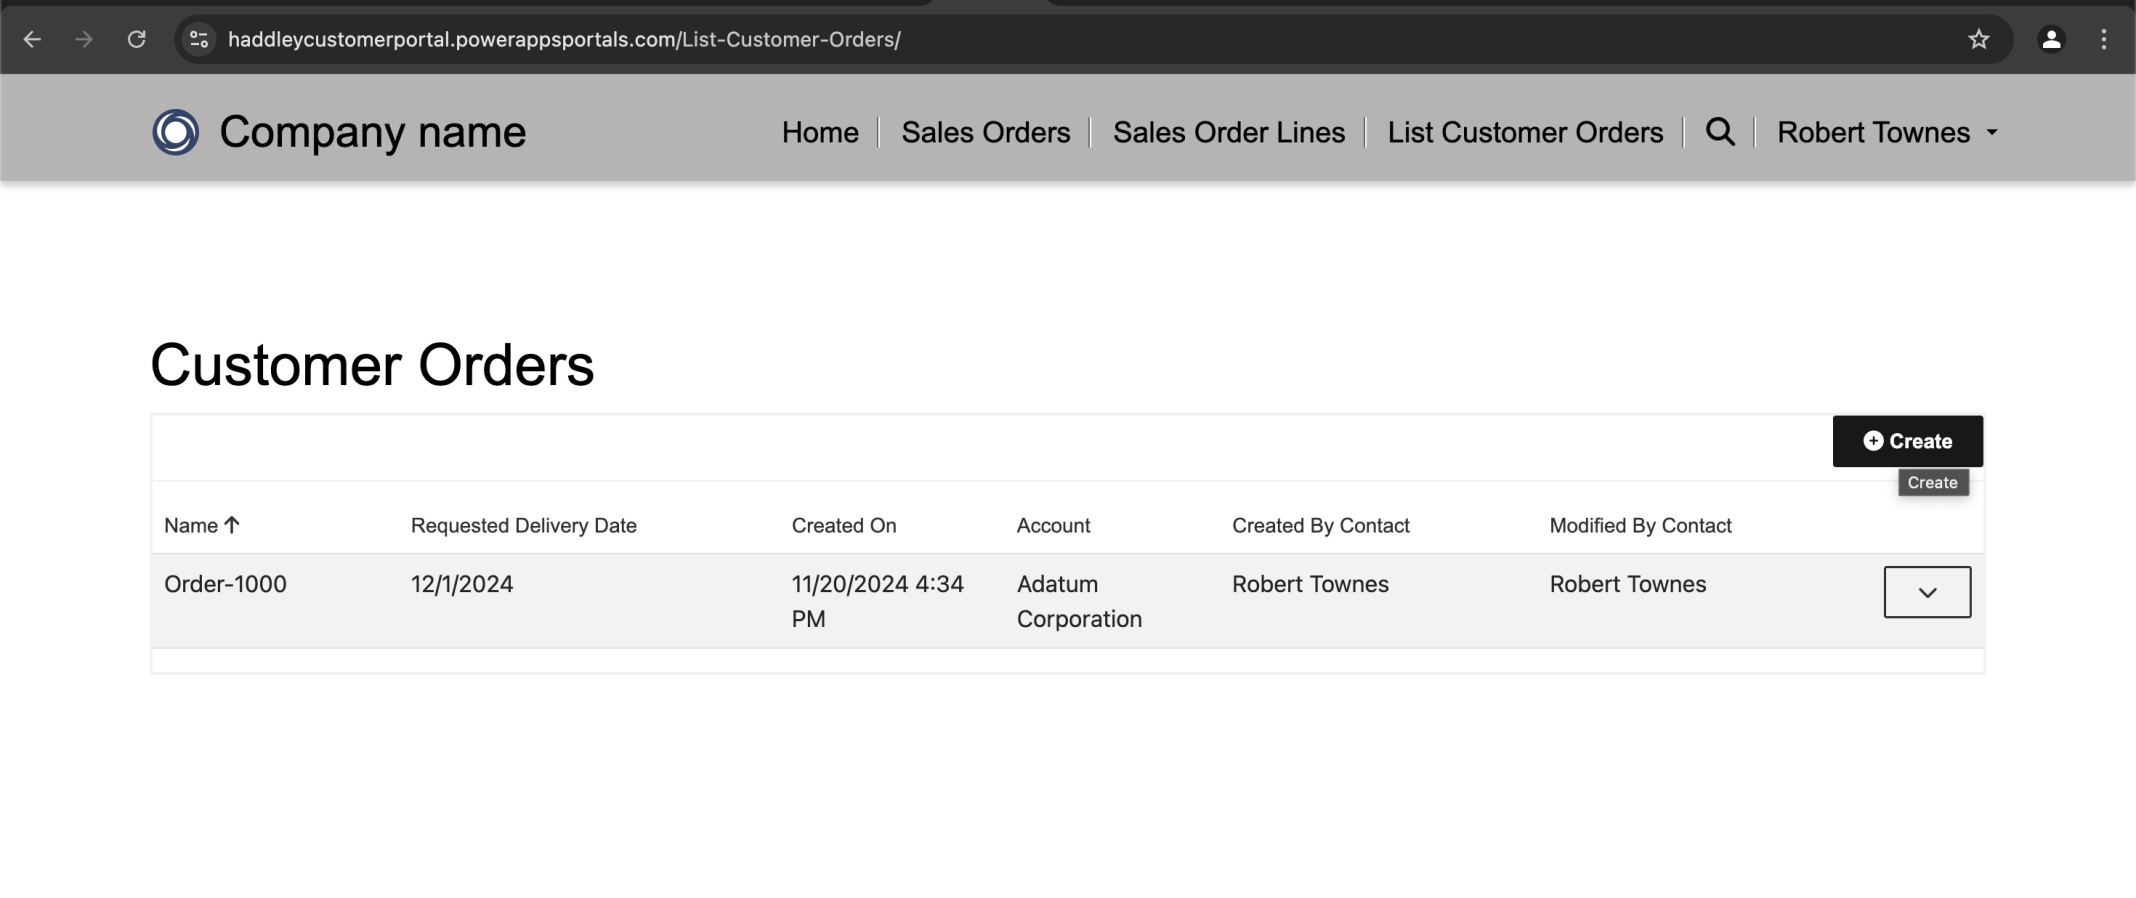 haddleycustomerportal.powerappsportals.com/List-Customer-Orders/
Company name
Home
Sales Orders
Sales Order Lines
List Customer Orders
Robert Townes
Customer Orders
Create
Create
Name
Requested Delivery Date
Created On
Account
Created By Contact
Modified By Contact
Order-1000
12/1/2024
11/20/2024 4:34
PM
Adatum
Corporation
Robert Townes
Robert Townes